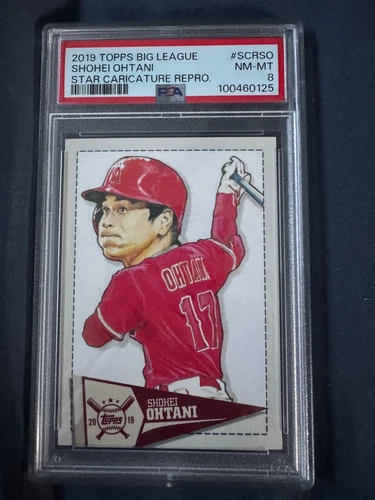 2019 TOPPS BIG LEAGUE #SCRSO
SHOHEI OHTANI NM-MT
STAR CARICATURE REPRO. 8
PSA 100460125
OHTANI
17
SHOHEI
OHTANI
20 TOPPS 19